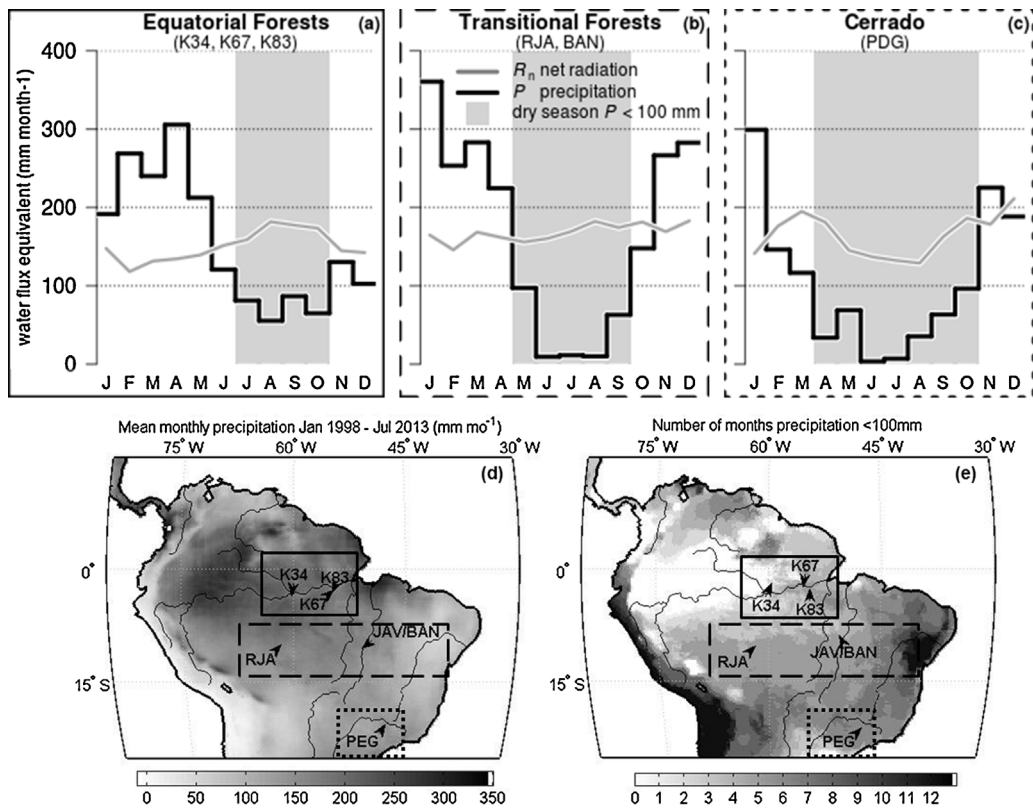 Equatorial Forests (a)
(K34, K67, K83)
Transitional Forests (b)
(RJA, BAN)
Cerrado (c)
(PDG)
water flux equivalent (mm month-1)
400
300
200
100
0
Rn net radiation
P precipitation
dry season P < 100 mm
J F M A M J J A S O N D
J F M A M J J A S O N D
J F M A M J J A S O N D
Mean monthly precipitation Jan 1998 - Jul 2013 (mm mo-1)
75° 60° 45° 30° W
(d)
0°
15° S
K34
K83
K67
JAV/BAN
RJA
PEG
0 50 100 150 200 250 300 350
Number of months precipitation <100mm
75° 60° 45° 30° W
(e)
0°
15° S
K67
K34
K83
JAV/BAN
RJA
PEG
0 1 2 3 4 5 6 7 8 9 10 11 12